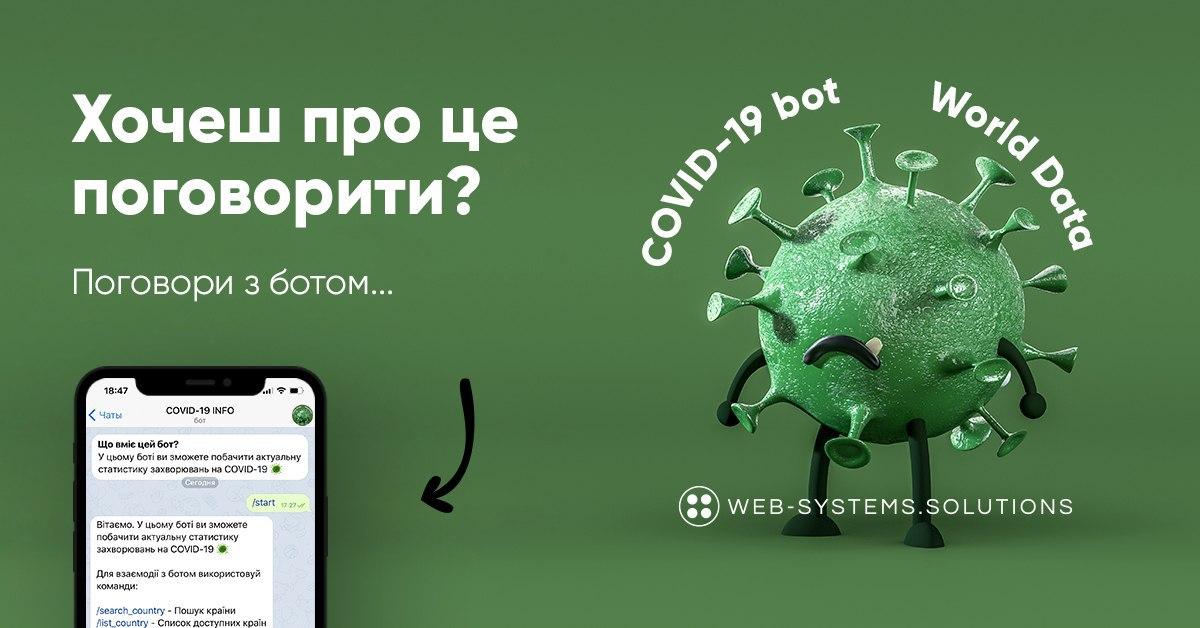 Хочеш про це
поговорити?
Поговори з ботом...
COVID-19 bot
World Data
18:47
Чаты
COVID-19 INFO
бот
Що вміє цей бот?
У цьому боті ви зможете побачити актуальну
статистику захворювань на COVID-19
Сегодня
/start 17:27
Вітаємо. У цьому боті ви зможете
побачити актуальну статистику
захворювань на COVID-19
Для взаємодії з ботом використовуй
команди:
/search_country - Пошук країни
/list_country - Список доступних країн
WEB-SYSTEMS.SOLUTIONS